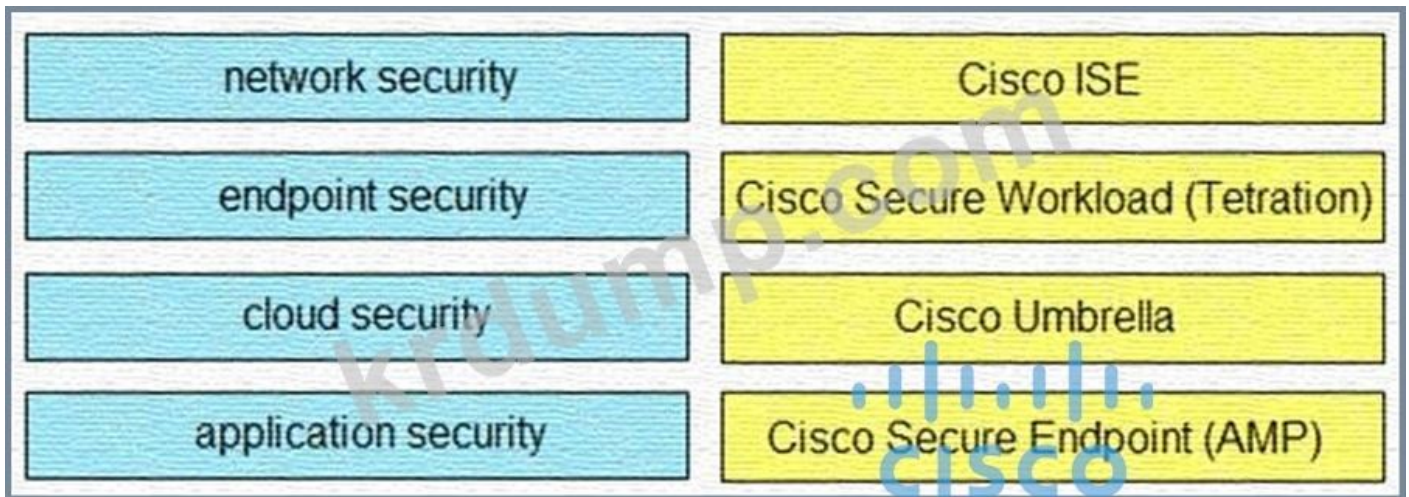 network security
Cisco ISE
endpoint security
Cisco Secure Workload (Tetration)
cloud security
Cisco Umbrella
application security
Cisco Secure Endpoint (AMP)
krdump.com
CISCO